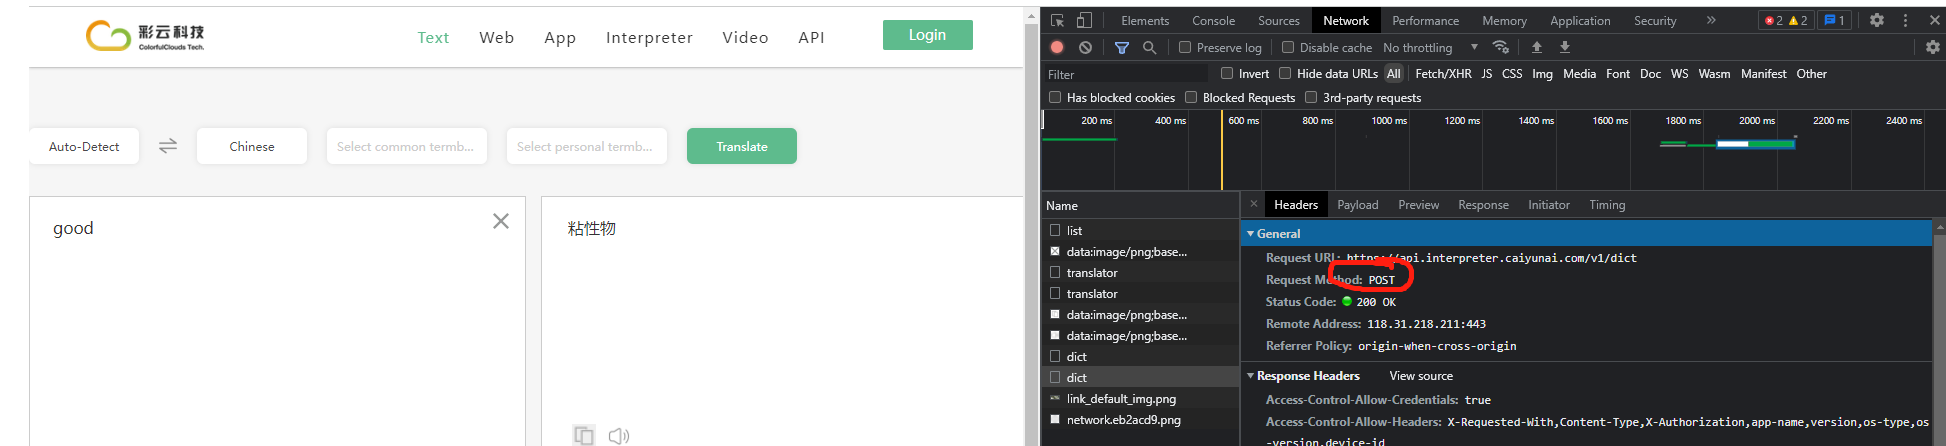 彩云科技
ColorfulClouds Tech.
Text
Web
App
Interpreter
Video
API
Login
Auto-Detect
Chinese
Select common termb...
Select personal termb...
Translate
good
粘性物
Elements
Console
Sources
Network
Performance
Memory
Application
Security
2
2
1
Preserve log
Disable cache
No throttling
Filter
Invert
Hide data URLs
All
Fetch/XHR
JS
CSS
Img
Media
Font
Doc
WS
Wasm
Manifest
Other
Has blocked cookies
Blocked Requests
3rd-party requests
200 ms
400 ms
600 ms
800 ms
1000 ms
1200 ms
1400 ms
1600 ms
1800 ms
2000 ms
2200 ms
2400 ms
Name
list
data:image/png;base...
translator
translator
data:image/png;base...
data:image/png;base...
dict
dict
link_default_img.png
network.eb2acd9.png
Headers
Payload
Preview
Response
Initiator
Timing
General
Request URL: https://api.interpreter.caiyunai.com/v1/dict
Request Method: POST
Status Code: 200 OK
Remote Address: 118.31.218.211:443
Referrer Policy: origin-when-cross-origin
Response Headers
View source
Access-Control-Allow-Credentials: true
Access-Control-Allow-Headers: X-Requested-With,Content-Type,X-Authorization,app-name,version,os-type,os
-version,device-id